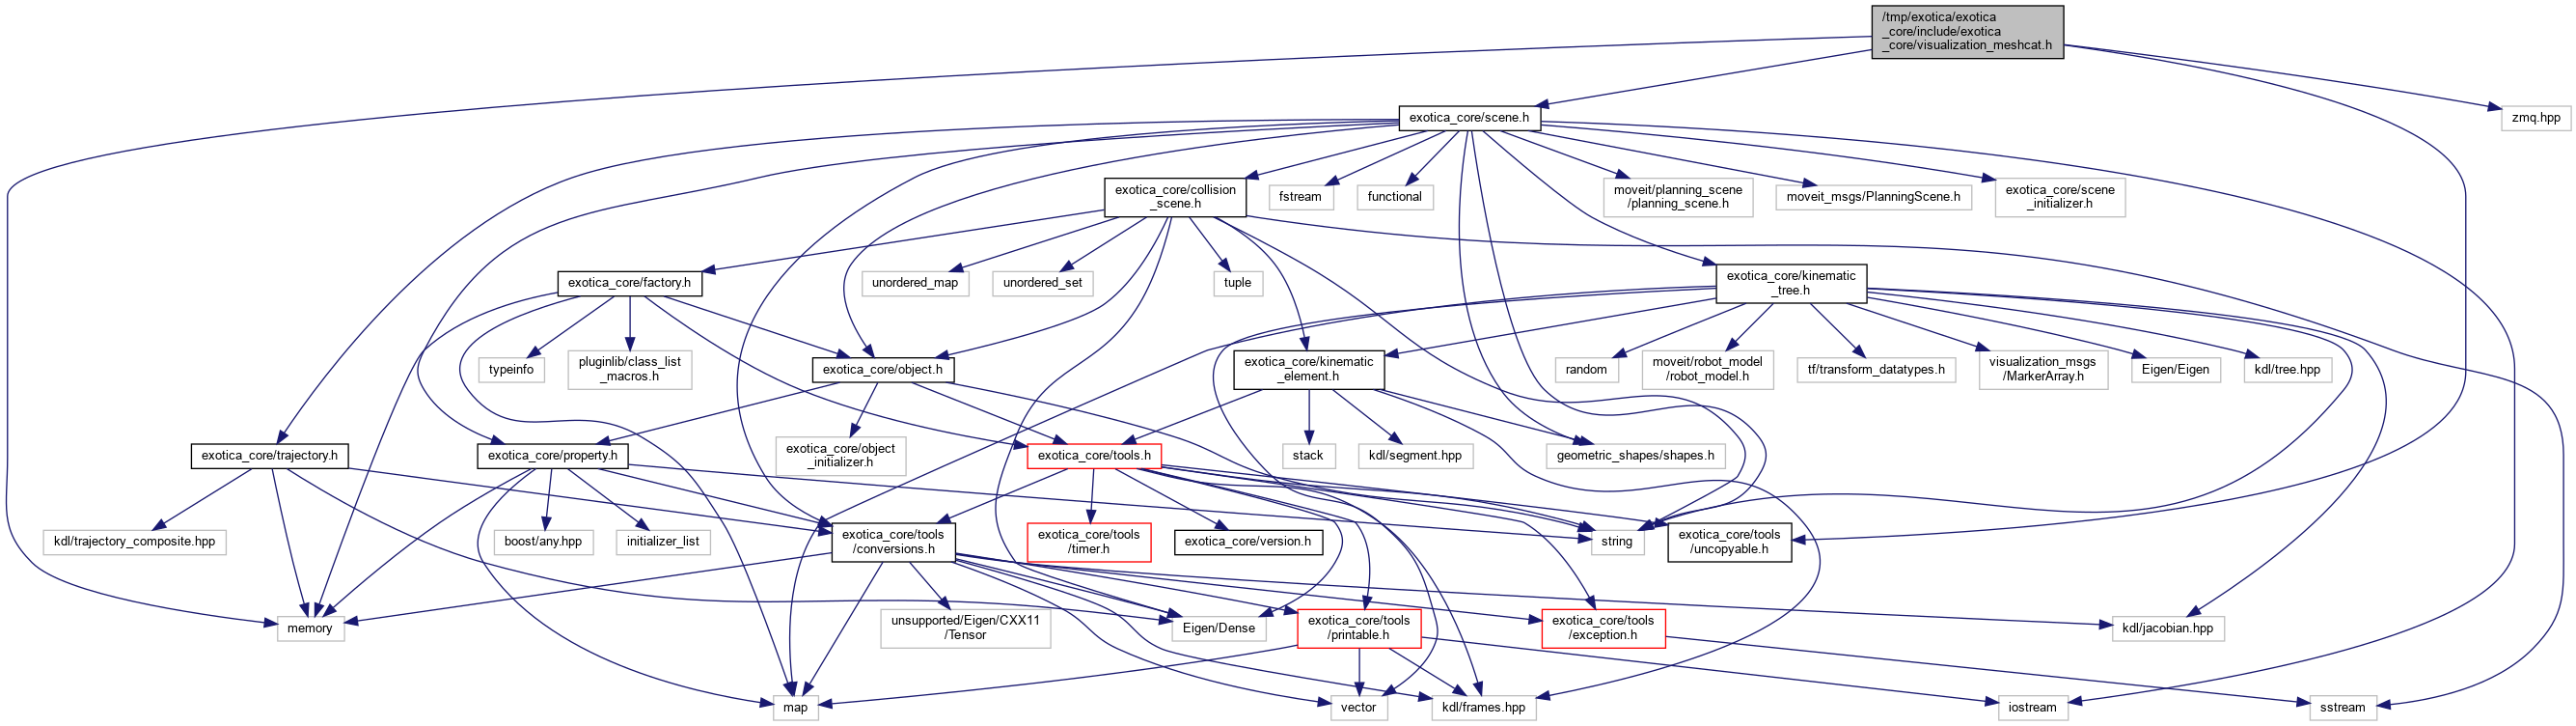 /tmp/exotica/exotica
_core/include/exotica
_core/visualization_meshcat.h
exotica_core/scene.h
zmq.hpp
exotica_core/collision
_scene.h
fstream
functional
moveit/planning_scene
/planning_scene.h
moveit_msgs/PlanningScene.h
exotica_core/scene
_initializer.h
exotica_core/factory.h
unordered_map
unordered_set
tuple
exotica_core/kinematic
_tree.h
typeinfo
pluginlib/class_list
_macros.h
exotica_core/object.h
exotica_core/kinematic
_element.h
random
moveit/robot_model
/robot_model.h
tf/transform_datatypes.h
visualization_msgs
/MarkerArray.h
Eigen/Eigen
kdl/tree.hpp
exotica_core/trajectory.h
exotica_core/property.h
exotica_core/object
_initializer.h
exotica_core/tools.h
stack
kdl/segment.hpp
geometric_shapes/shapes.h
kdl/trajectory_composite.hpp
boost/any.hpp
initializer_list
exotica_core/tools
/conversions.h
exotica_core/tools
/timer.h
exotica_core/version.h
string
exotica_core/tools
/uncopyable.h
memory
unsupported/Eigen/CXX11
/Tensor
Eigen/Dense
exotica_core/tools
/printable.h
exotica_core/tools
/exception.h
kdl/jacobian.hpp
map
vector
kdl/frames.hpp
iostream
sstream